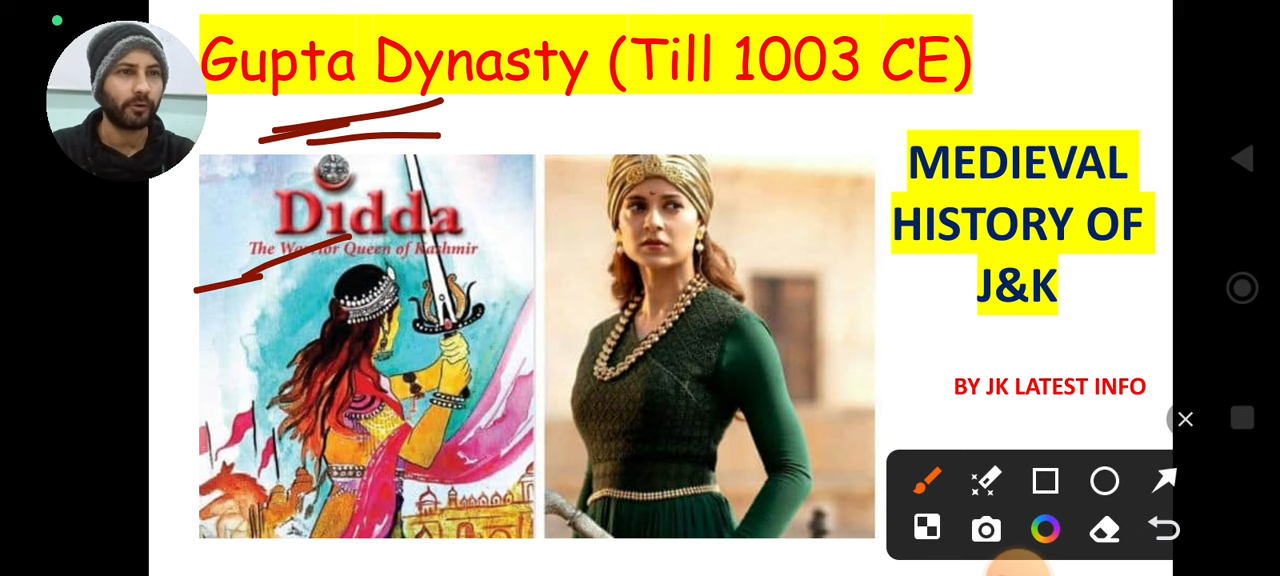 Gupta Dynasty (Till 1003 CE)
Didda
The Warrior Queen of Kashmir
MEDIEVAL
HISTORY OF
J&K
BY JK LATEST INFO